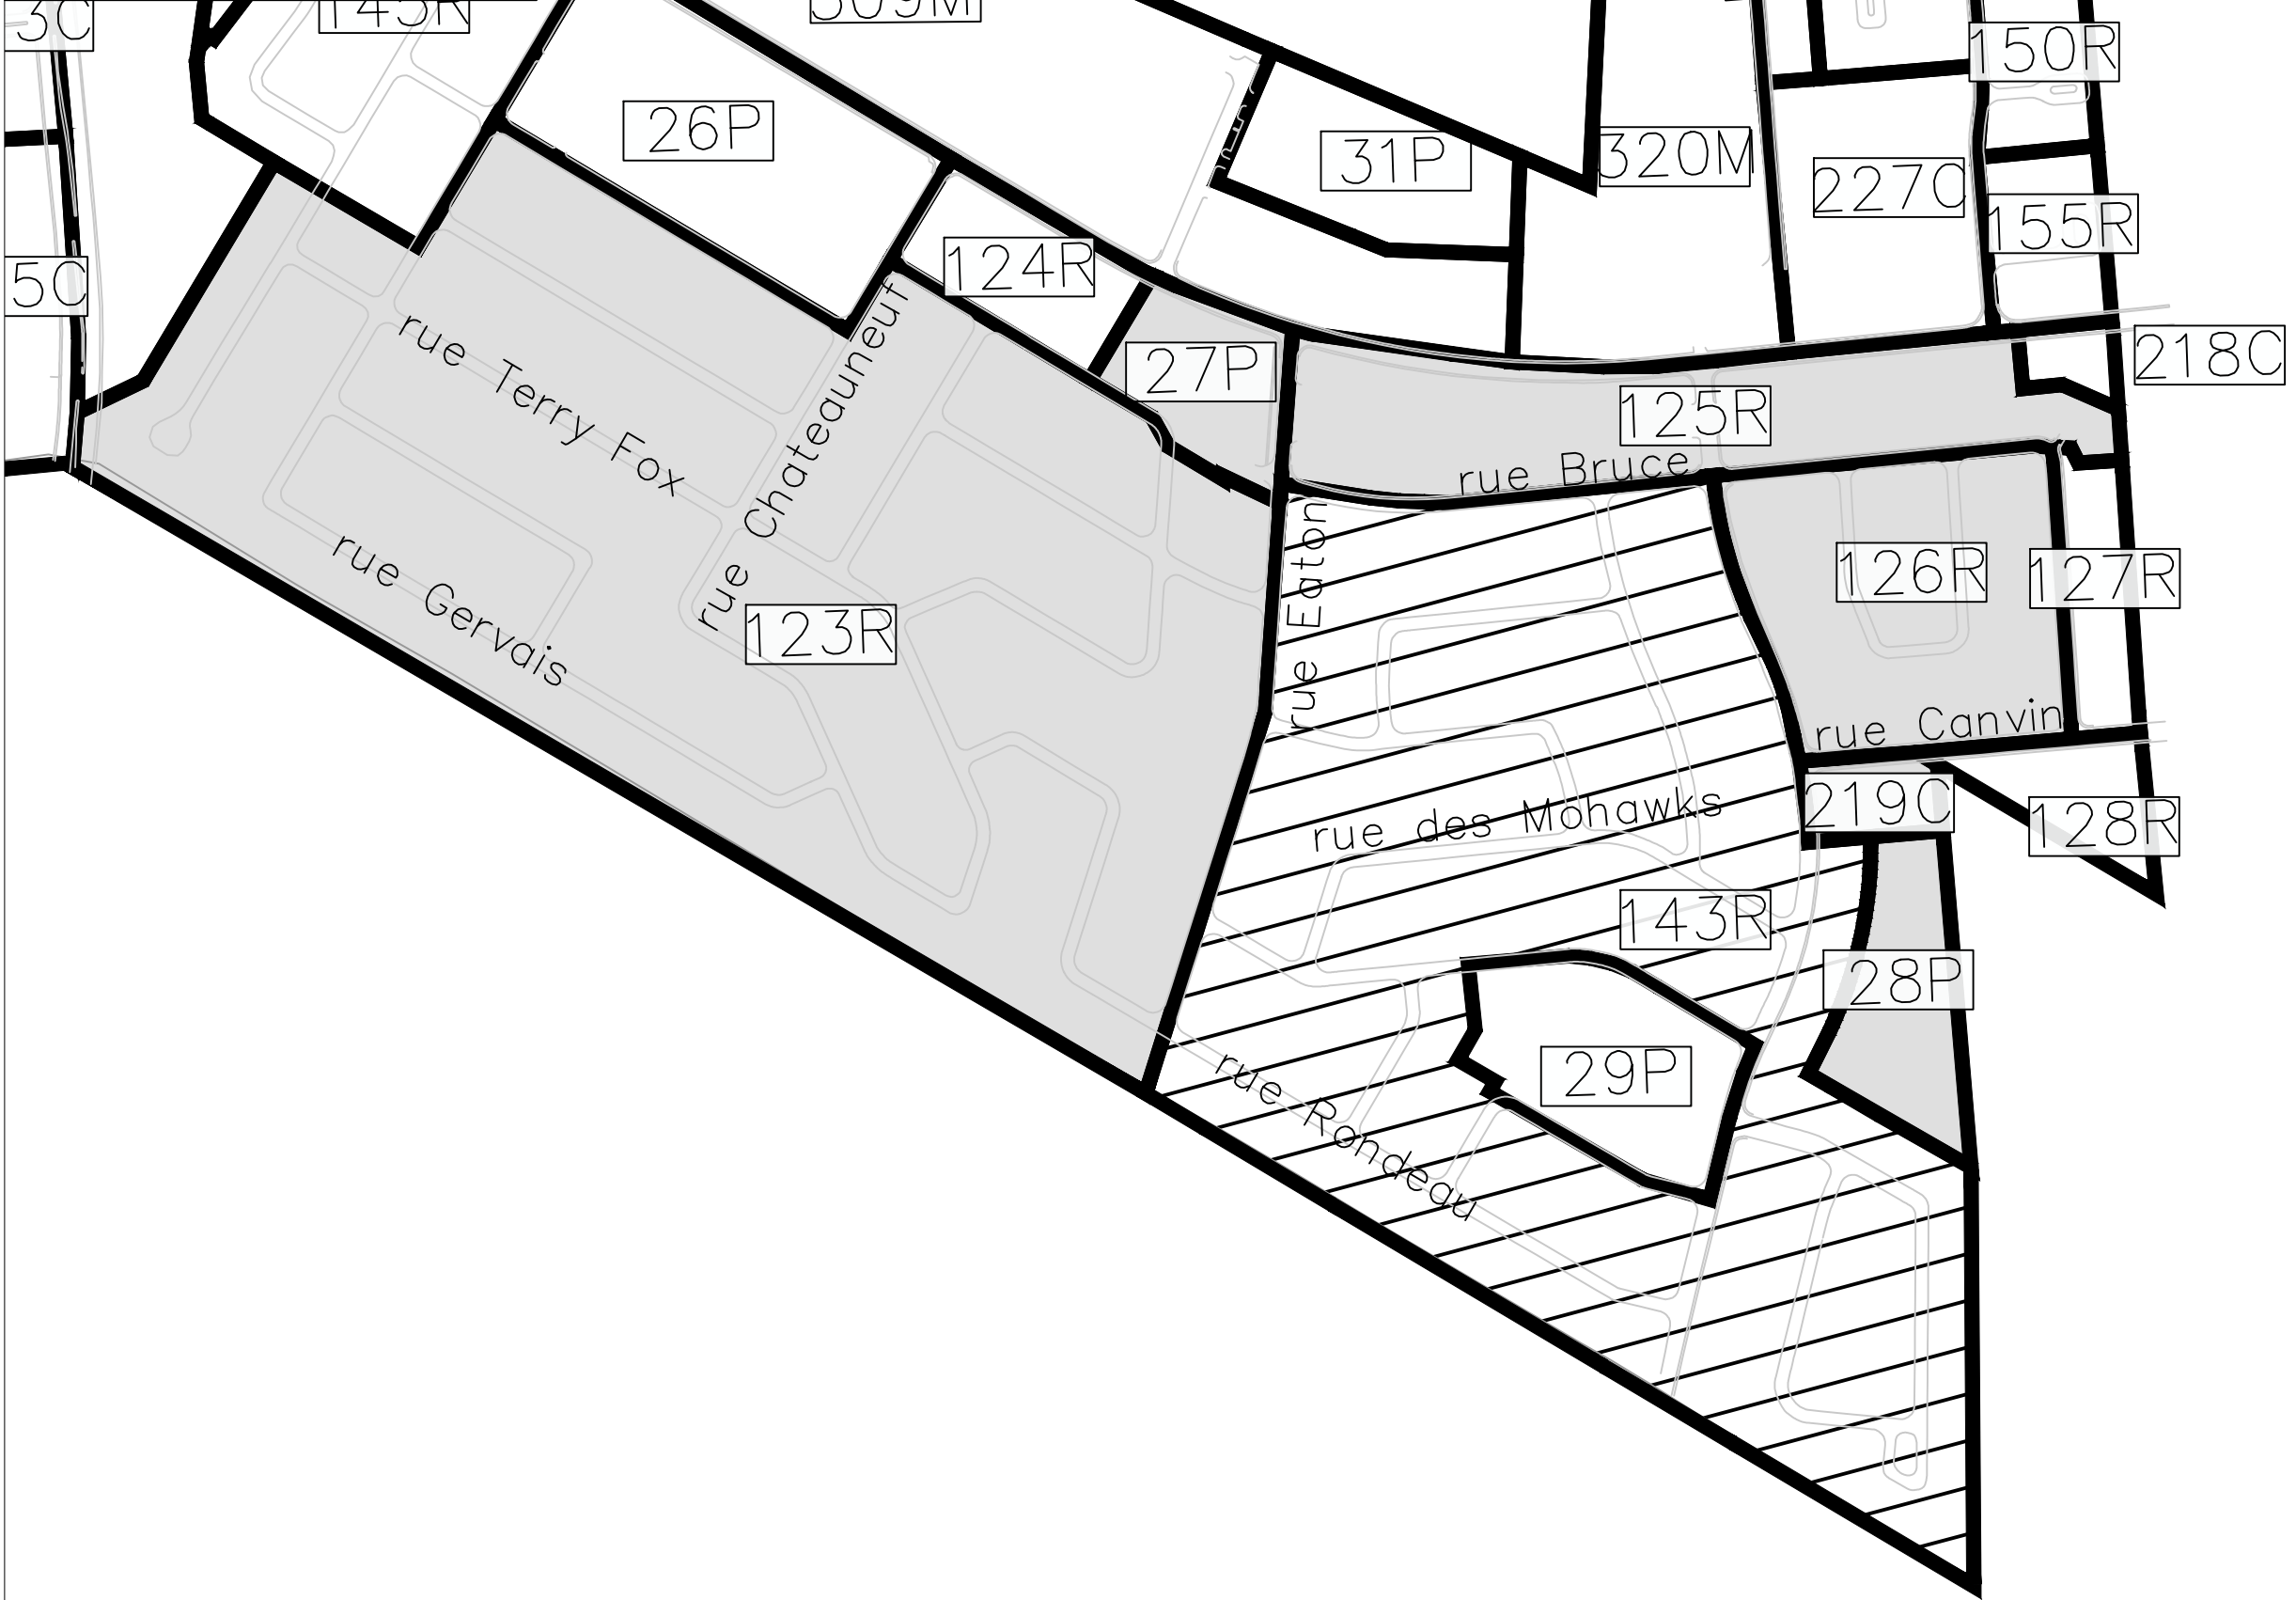 26P
31P
320M
150R
227C
155R
5C
124R
218C
27P
125R
rue Terry Fox
rue Chateauneuf
rue Bruce
rue Eaton
126R
127R
rue Gervais
123R
rue Canvin
rue des Mohawks
219C
128R
143R
28P
29P
rue Rondeau